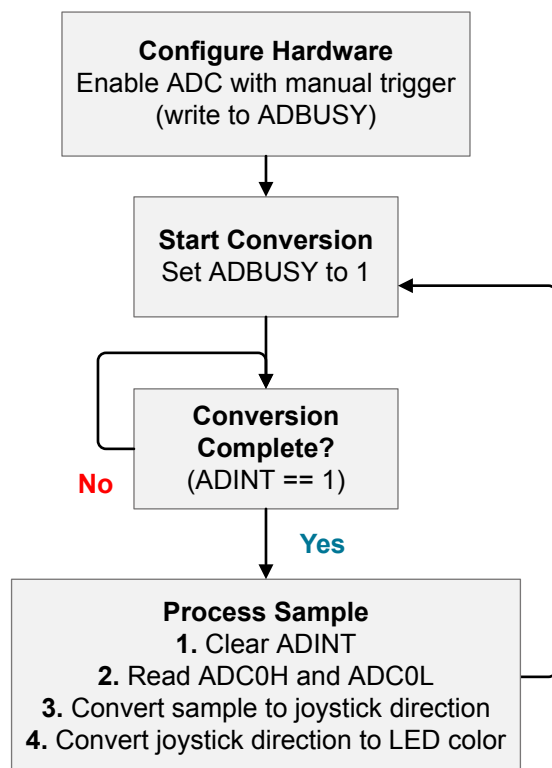 Configure Hardware
Enable ADC with manual trigger
(write to ADBUSY)
Start Conversion
Set ADBUSY to 1
Conversion
Complete?
(ADINT == 1)
No
Yes
Process Sample
1. Clear ADINT
2. Read ADC0H and ADC0L
3. Convert sample to joystick direction
4. Convert joystick direction to LED color